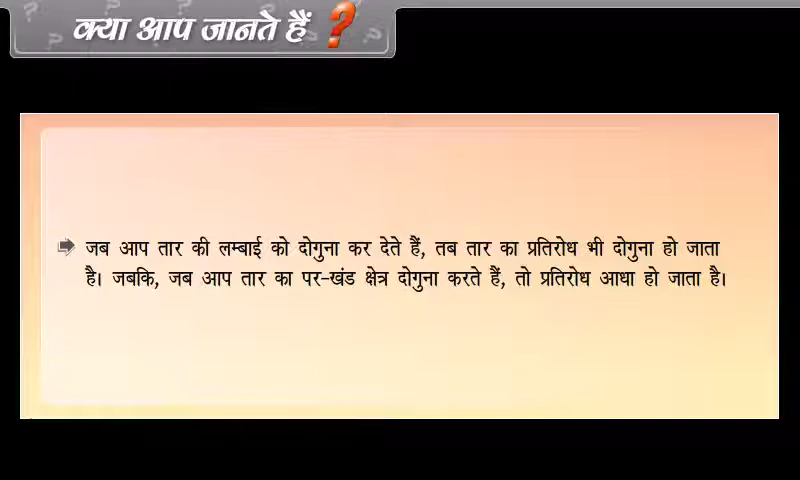 क्या आप जानते हैं ?
जब आप तार की लम्बाई को दोगुना कर देते हैं, तब तार का प्रतिरोध भी दोगुना हो जाता
है। जबकि, जब आप तार का पर-खंड क्षेत्र दोगुना करते हैं, तो प्रतिरोध आधा हो जाता है।